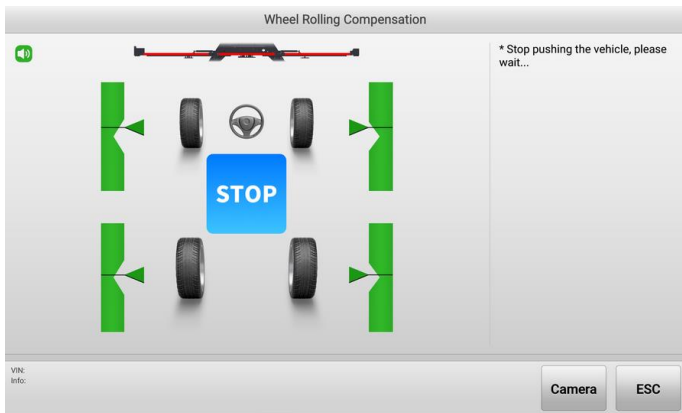 Wheel Rolling Compensation
* Stop pushing the vehicle, please
wait...
STOP
VIN:
Info:
Camera
ESC